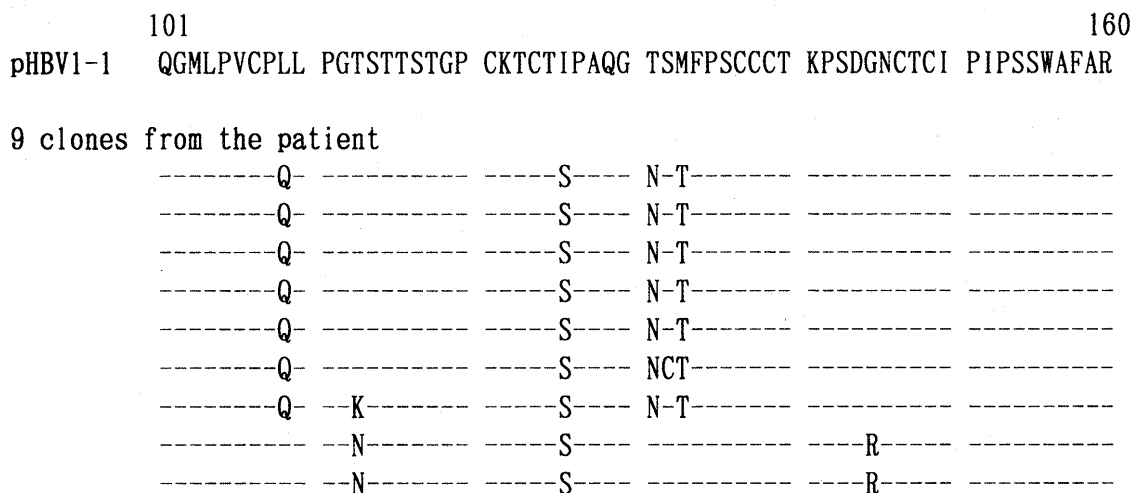 101 160
pHBV1-1 QGMLPVCPLL PGTSTTSTGP CKTCTIPAQG TSMFPSCCCT KPSDGNCTCI PIPSSWAFAR
9 clones from the patient
--------Q- ---------- -----S---- N-T------- ---------- ----------
--------Q- ---------- -----S---- N-T------- ---------- ----------
--------Q- ---------- -----S---- N-T------- ---------- ----------
--------Q- ---------- -----S---- N-T------- ---------- ----------
--------Q- ---------- -----S---- N-T------- ---------- ----------
--------Q- ---------- -----S---- NCT------- ---------- ----------
--------Q- --K------- -----S---- N-T------- ---------- ----------
---------- --N------- -----S---- ---------- ----R----- ----------
---------- --N------- -----S---- ---------- ----R----- ----------